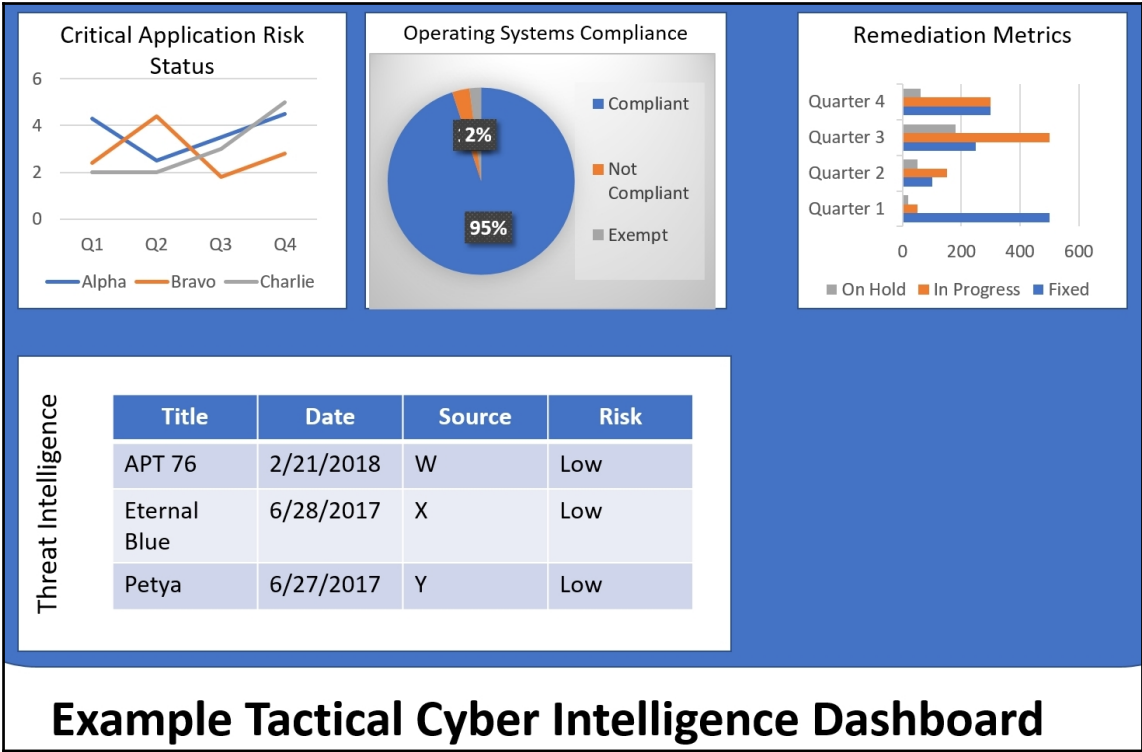 Critical Application Risk
Status
6
4
2
0
Q1 Q2 Q3 Q4
Alpha Bravo Charlie
Operating Systems Compliance
2%
95%
Compliant
Not
Compliant
Exempt
Remediation Metrics
Quarter 4
Quarter 3
Quarter 2
Quarter 1
0 200 400 600
On Hold In Progress Fixed
Threat Intelligence
Title Date Source Risk
APT 76 2/21/2018 W Low
Eternal
Blue 6/28/2017 X Low
Petya 6/27/2017 Y Low
Example Tactical Cyber Intelligence Dashboard